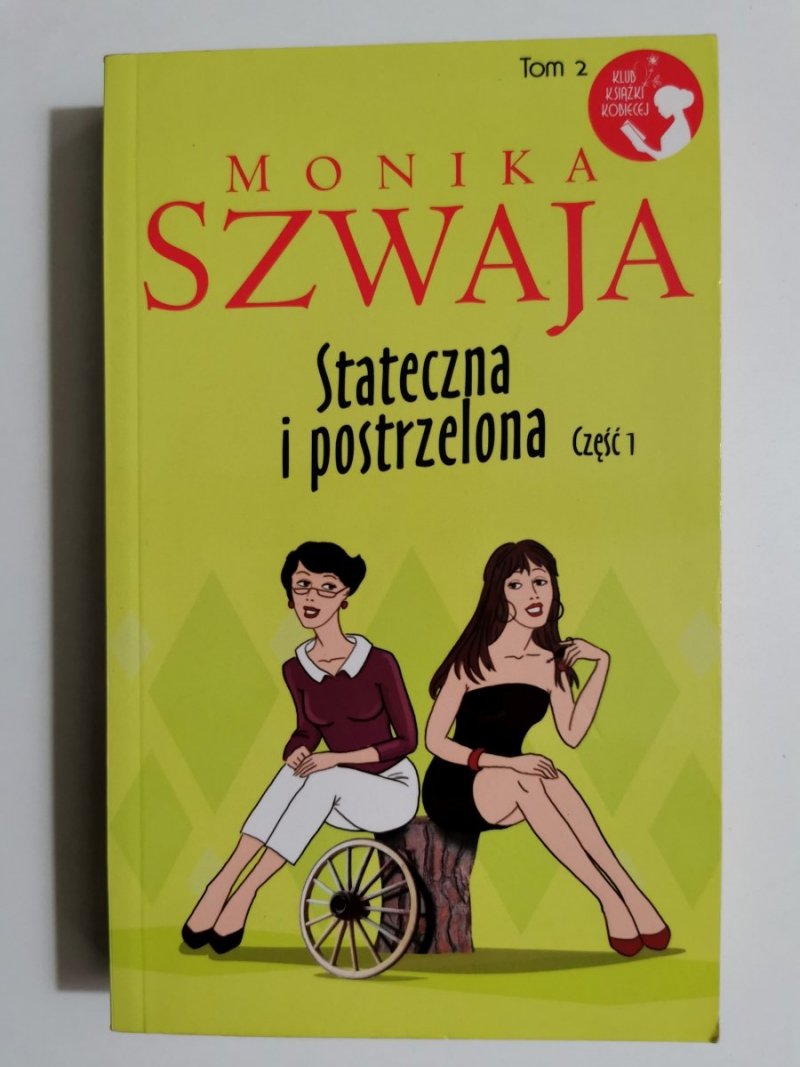 Tom 2
KLUB
KSIĄŻKI
KOBIECEJ
MONIKA
SZWAJA
Stateczna
i postrzelona Część 1